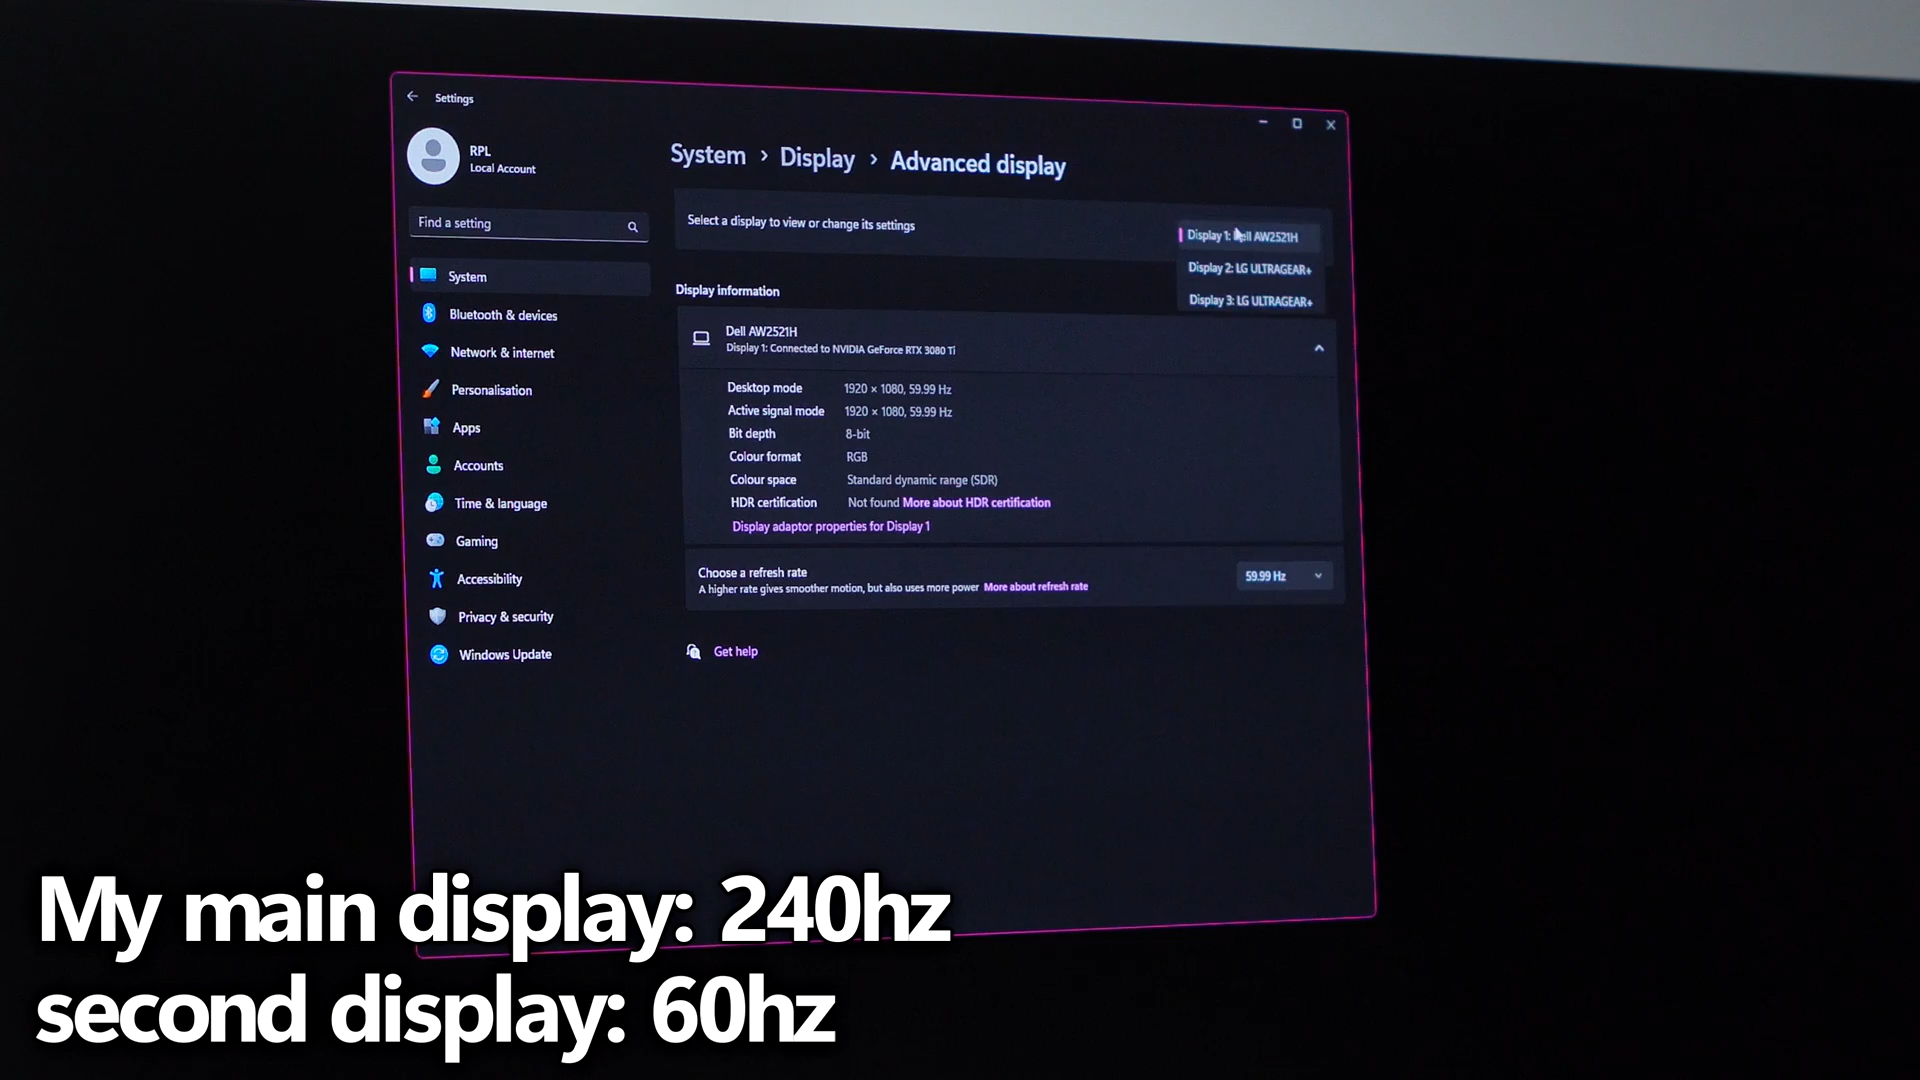 Settings
RPL
Local Account
Find a setting
System
Bluetooth & devices
Network & internet
Personalisation
Apps
Accounts
Time & language
Gaming
Accessibility
Privacy & security
Windows Update
System › Display › Advanced display
Select a display to view or change its settings
Display 1: Dell AW2521H
Display 2: LG ULTRAGEAR+
Display 3: LG ULTRAGEAR+
Display information
Dell AW2521H
Display 1: Connected to NVIDIA GeForce RTX 3080 Ti
Desktop mode 1920 × 1080, 59.99 Hz
Active signal mode 1920 × 1080, 59.99 Hz
Bit depth 8-bit
Colour format RGB
Colour space Standard dynamic range (SDR)
HDR certification Not found More about HDR certification
Display adaptor properties for Display 1
Choose a refresh rate
A higher rate gives smoother motion, but also uses more power More about refresh rate
59.99 Hz
Get help
My main display: 240hz
second display: 60hz